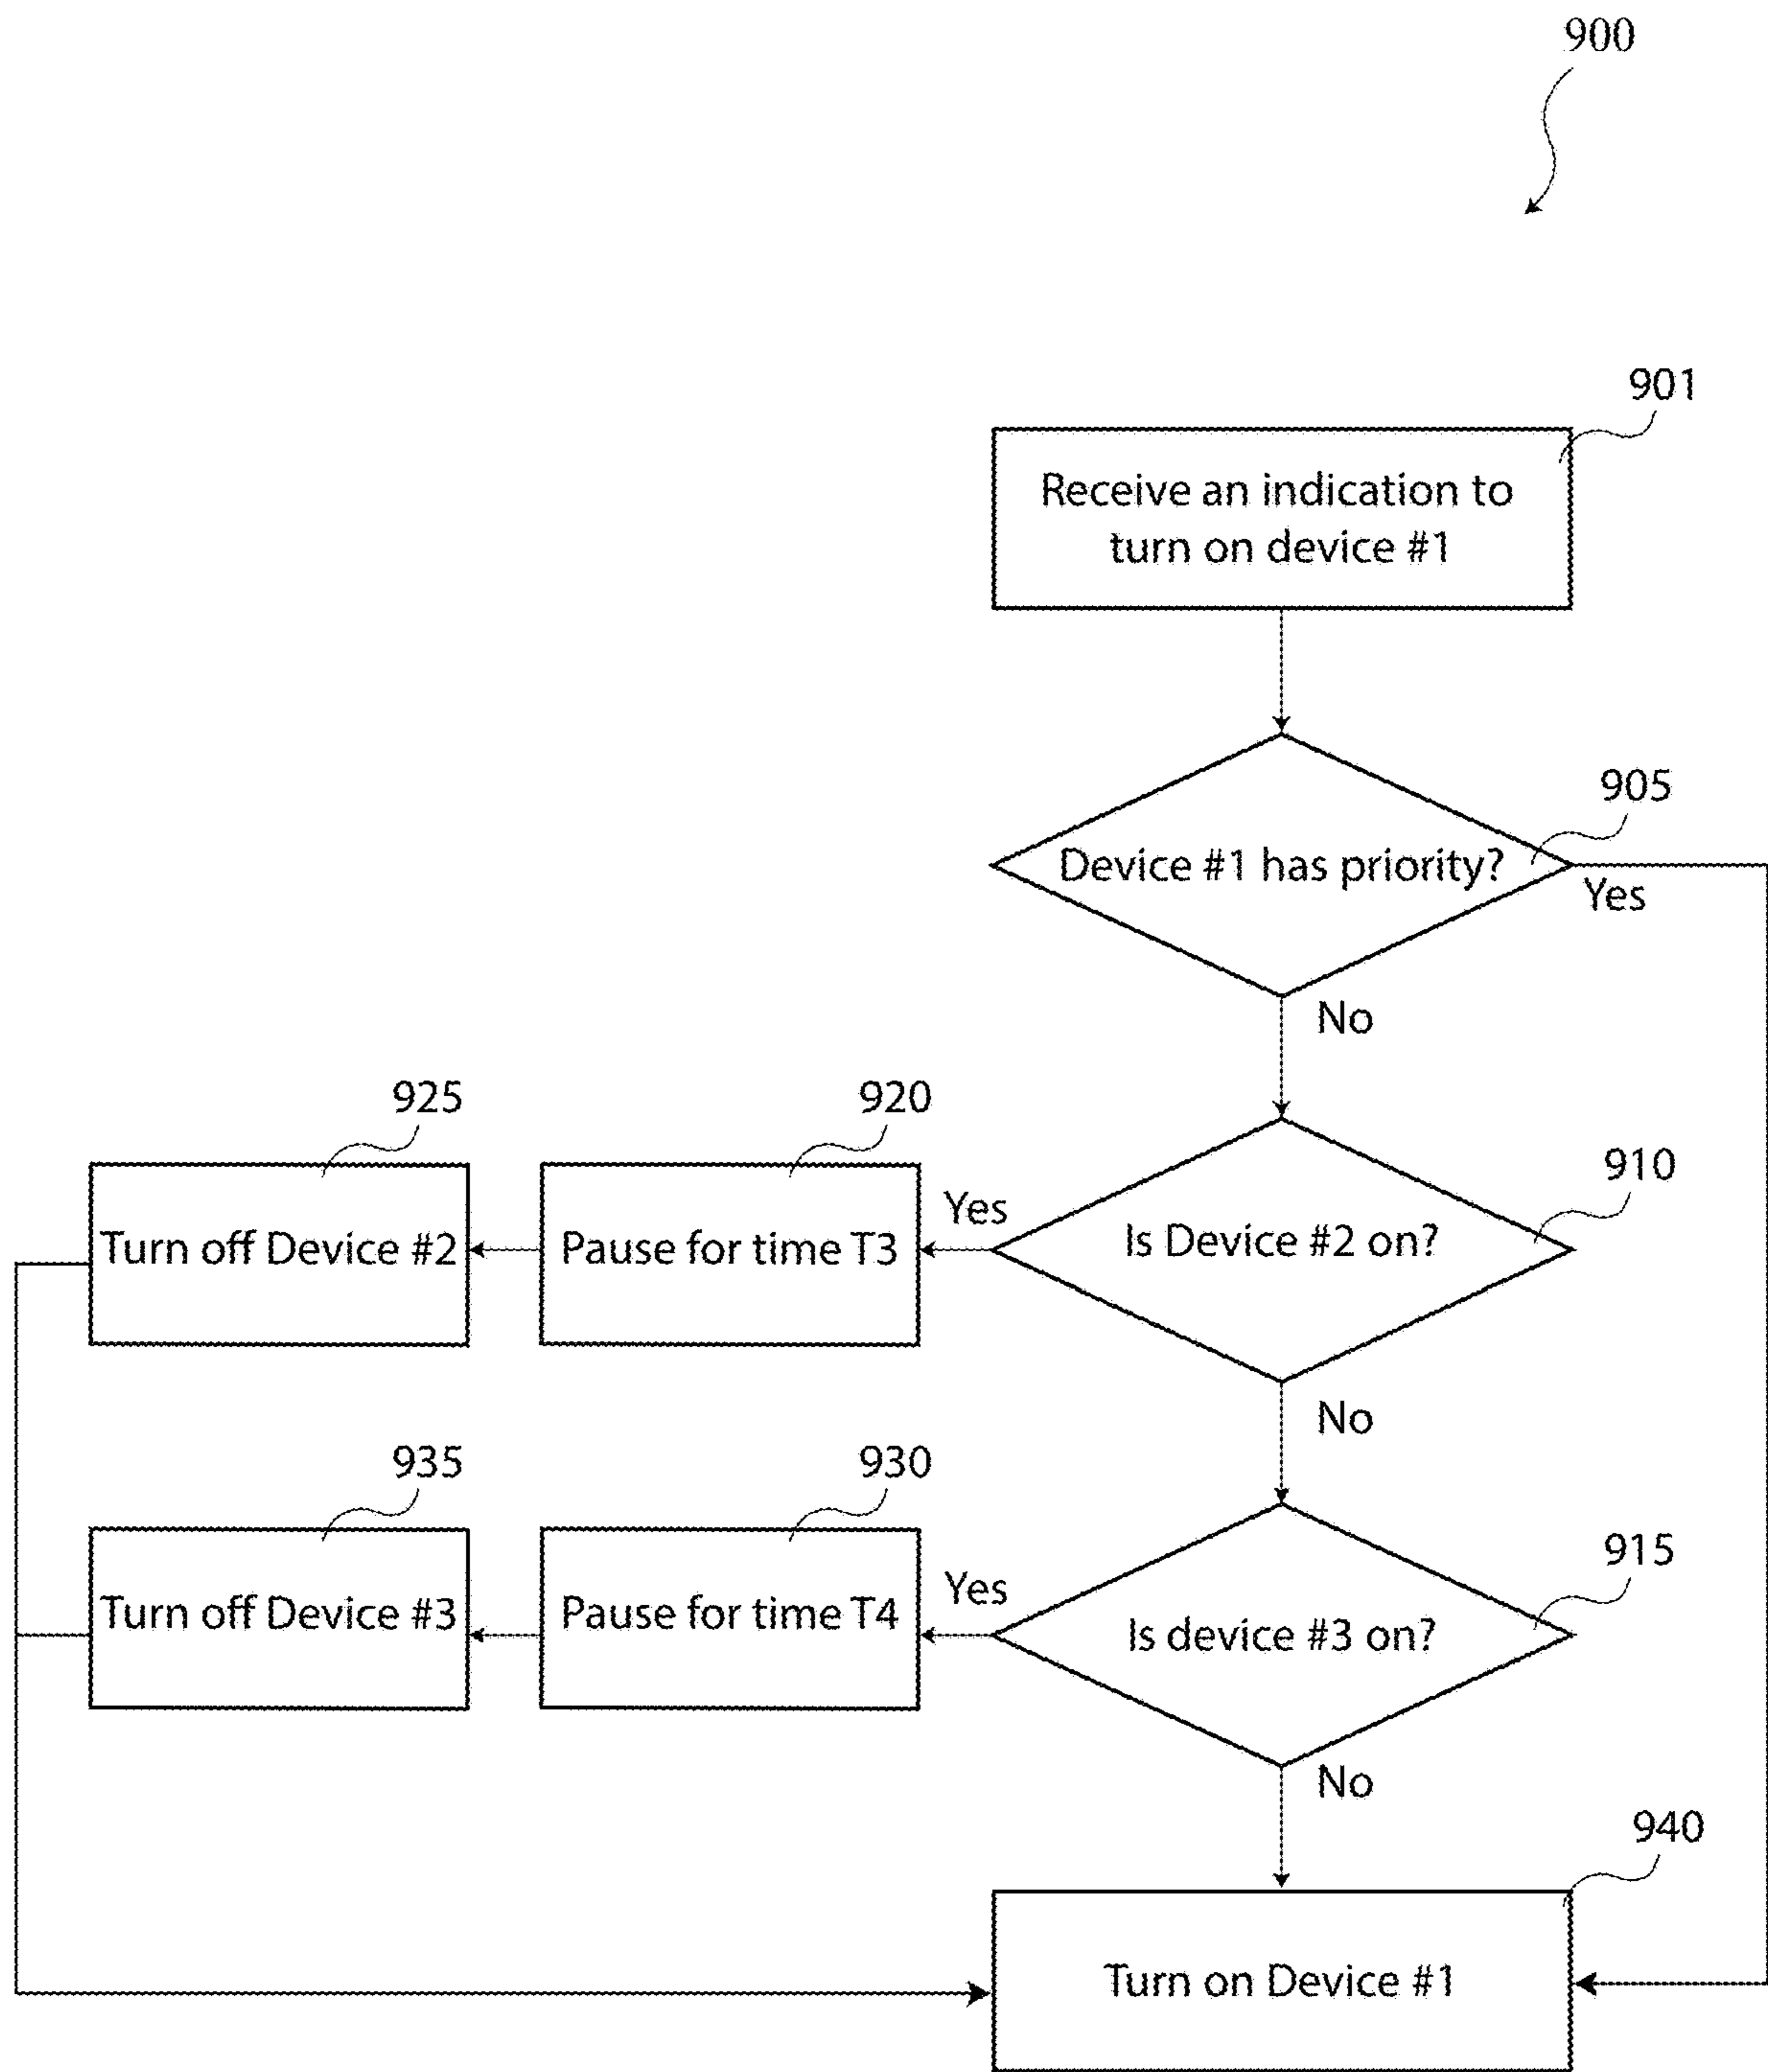 900
901
Receive an indication to
turn on device #1
905
Device #1 has priority?
Yes
No
925
920
910
Turn off Device #2
Pause for time T3
Yes
Is Device #2 on?
No
935
930
915
Turn off Device #3
Pause for time T4
Yes
Is device #3 on?
No
940
Turn on Device #1